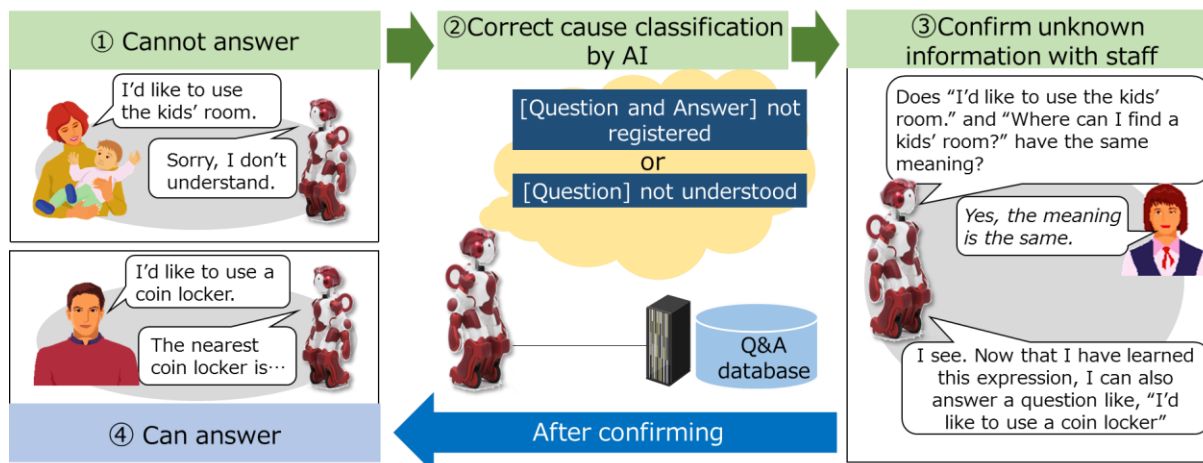 ① Cannot answer
I'd like to use
the kids' room.
Sorry, I don't
understand.
②Correct cause classification
by AI
[Question and Answer] not
registered
or
[Question] not understood
Q&A
database
③Confirm unknown
information with staff
Does “I'd like to use the kids'
room.” and “Where can I find a
kids' room?” have the same
meaning?
Yes, the meaning
is the same.
I see. Now that I have learned
this expression, I can also
answer a question like, “I'd
like to use a coin locker”
After confirming
I'd like to use a
coin locker.
The nearest
coin locker is…
④ Can answer